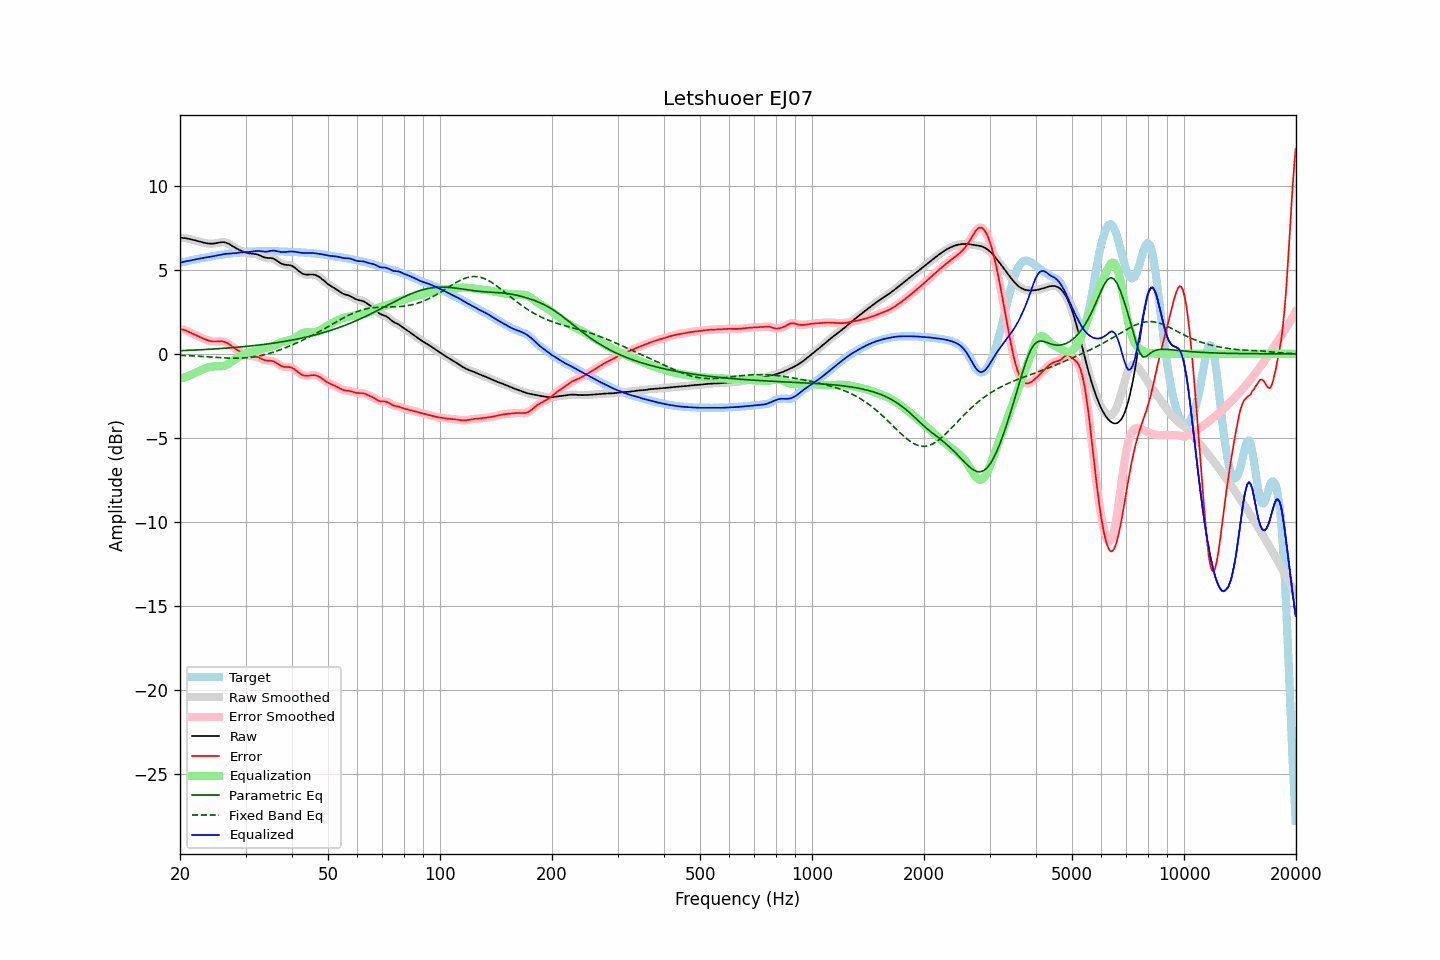 Letshuoer EJ07
Amplitude (dBr)
10
5
0
−5
−10
−15
−20
−25
Target
Raw Smoothed
Error Smoothed
Raw
Error
Equalization
Parametric Eq
Fixed Band Eq
Equalized
20 50 100 200 500 1000 2000 5000 10000 20000
Frequency (Hz)